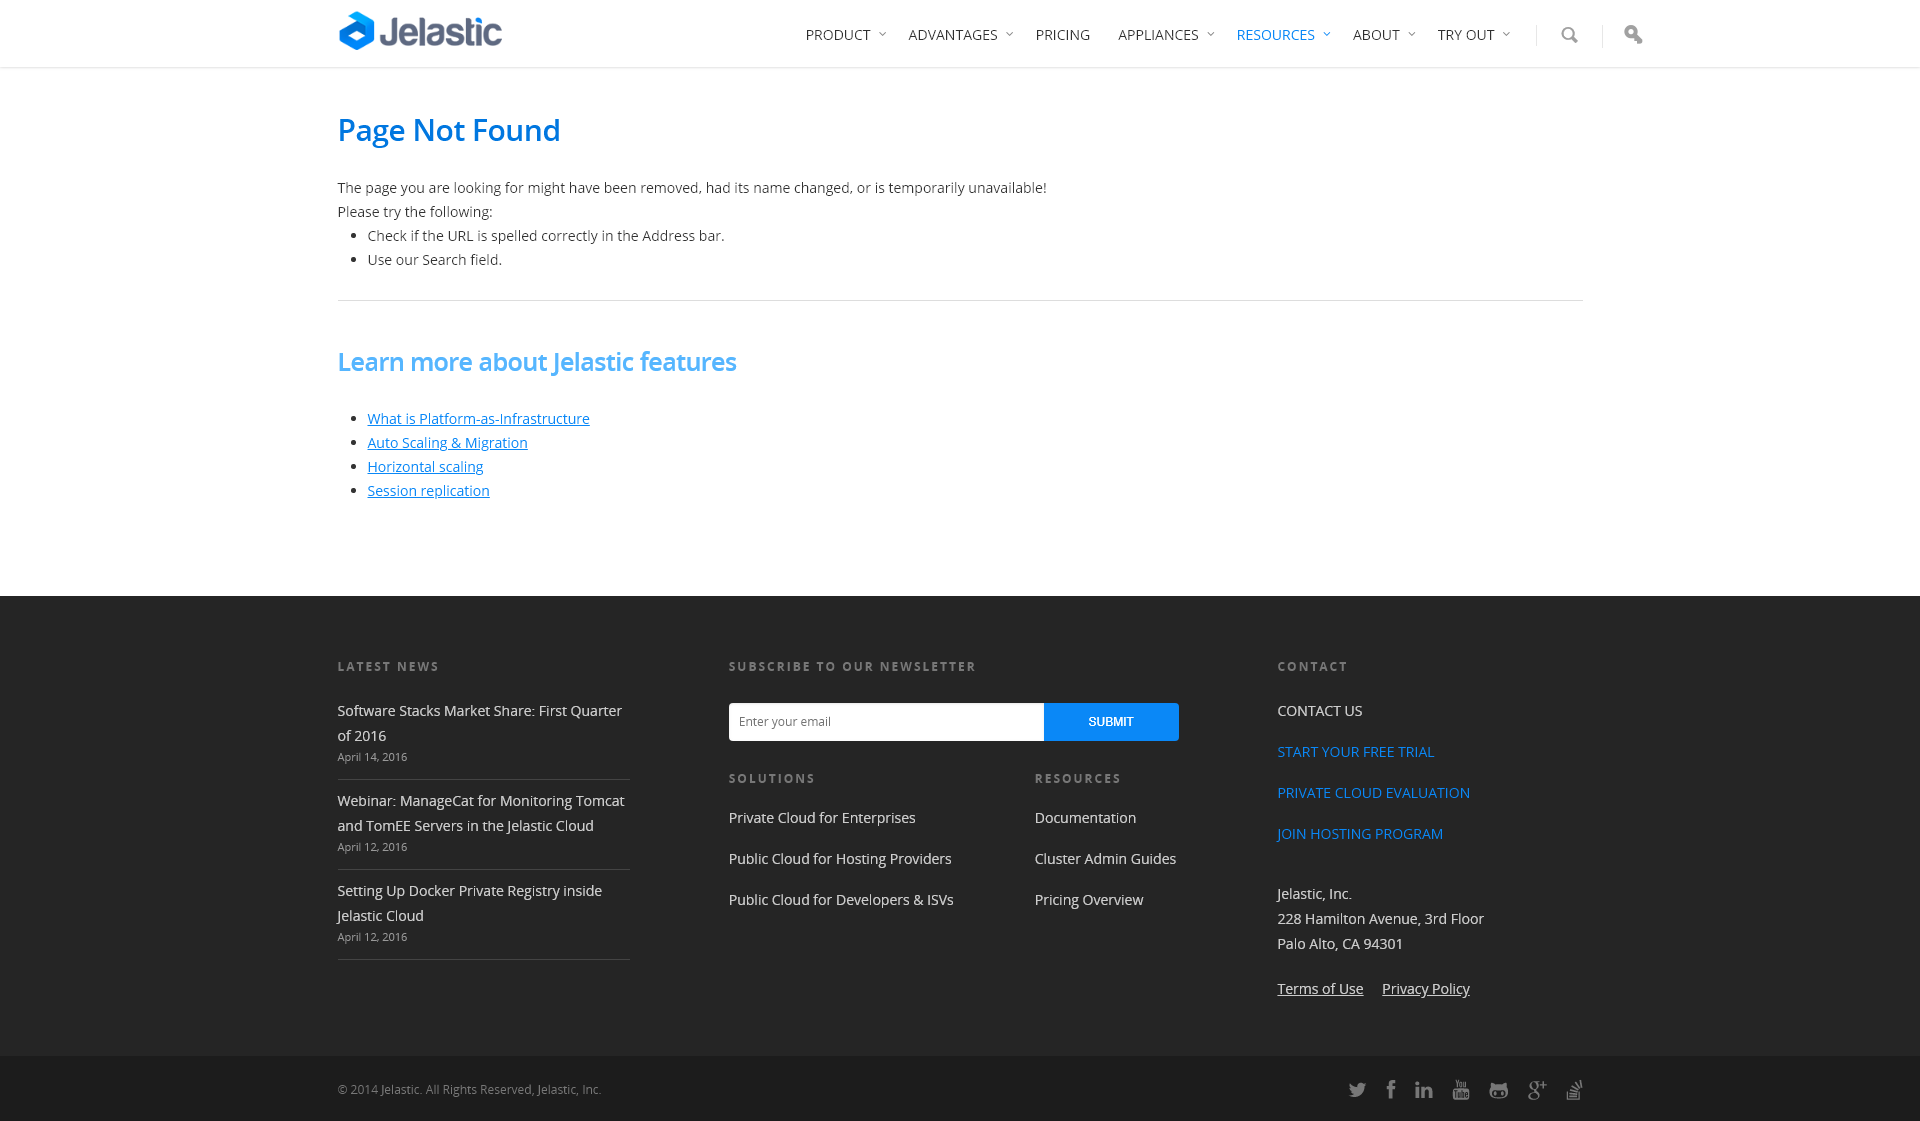 Jelastic
PRODUCT ADVANTAGES PRICING APPLIANCES RESOURCES ABOUT TRY OUT
Page Not Found
The page you are looking for might have been removed, had its name changed, or is temporarily unavailable!
Please try the following:
Check if the URL is spelled correctly in the Address bar.
Use our Search field.
Learn more about Jelastic features
What is Platform-as-Infrastructure
Auto Scaling & Migration
Horizontal scaling
Session replication
LATEST NEWS
Software Stacks Market Share: First Quarter
of 2016
April 14, 2016
Webinar: ManageCat for Monitoring Tomcat
and TomEE Servers in the Jelastic Cloud
April 12, 2016
Setting Up Docker Private Registry inside
Jelastic Cloud
April 12, 2016
SUBSCRIBE TO OUR NEWSLETTER
Enter your email SUBMIT
SOLUTIONS
Private Cloud for Enterprises
Public Cloud for Hosting Providers
Public Cloud for Developers & ISVs
RESOURCES
Documentation
Cluster Admin Guides
Pricing Overview
CONTACT
CONTACT US
START YOUR FREE TRIAL
PRIVATE CLOUD EVALUATION
JOIN HOSTING PROGRAM
Jelastic, Inc.
228 Hamilton Avenue, 3rd Floor
Palo Alto, CA 94301
Terms of Use Privacy Policy
© 2014 Jelastic. All Rights Reserved, Jelastic, Inc.